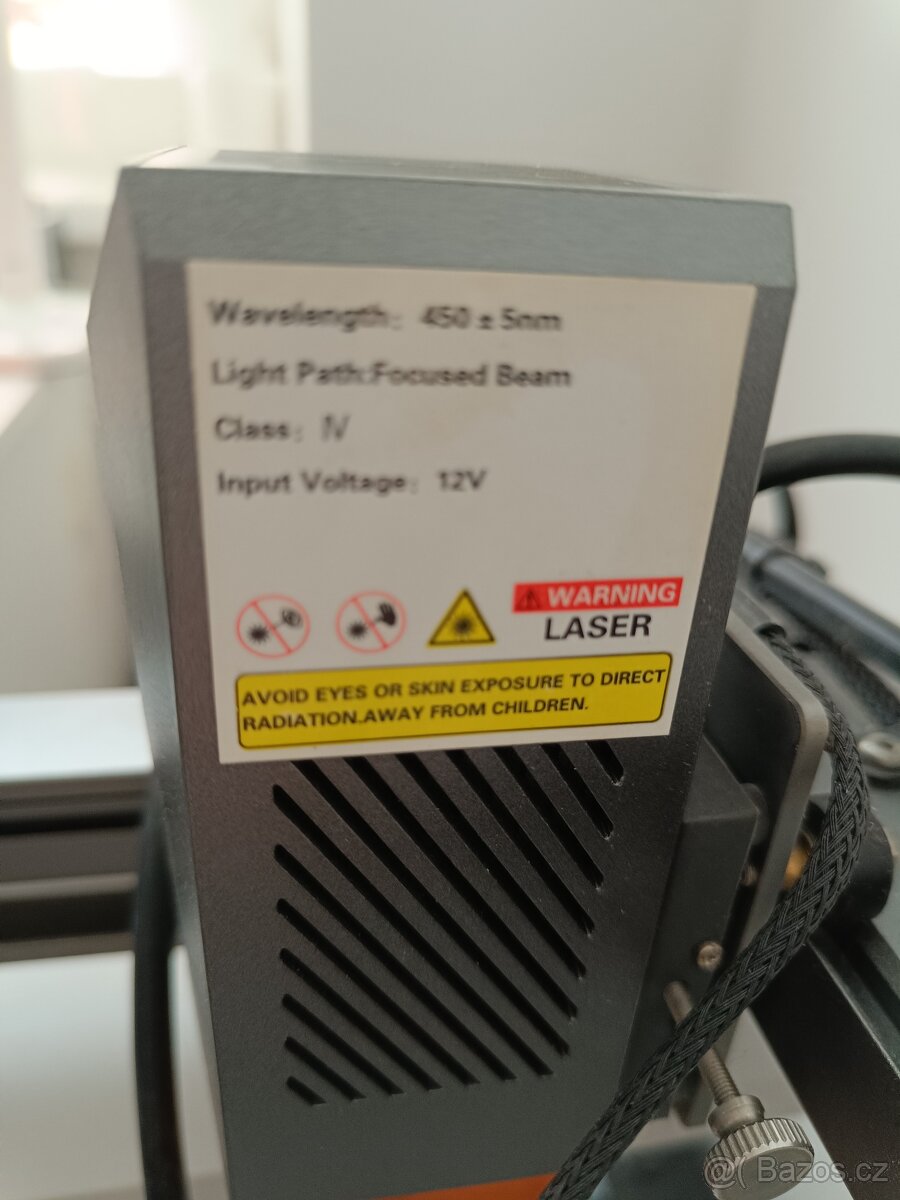 Wavelength: 450 ± 5nm
Light Path:Focused Beam
Class: IV
Input Voltage: 12V
WARNING
LASER
AVOID EYES OR SKIN EXPOSURE TO DIRECT
RADIATION.AWAY FROM CHILDREN.
@( Bazos.cz